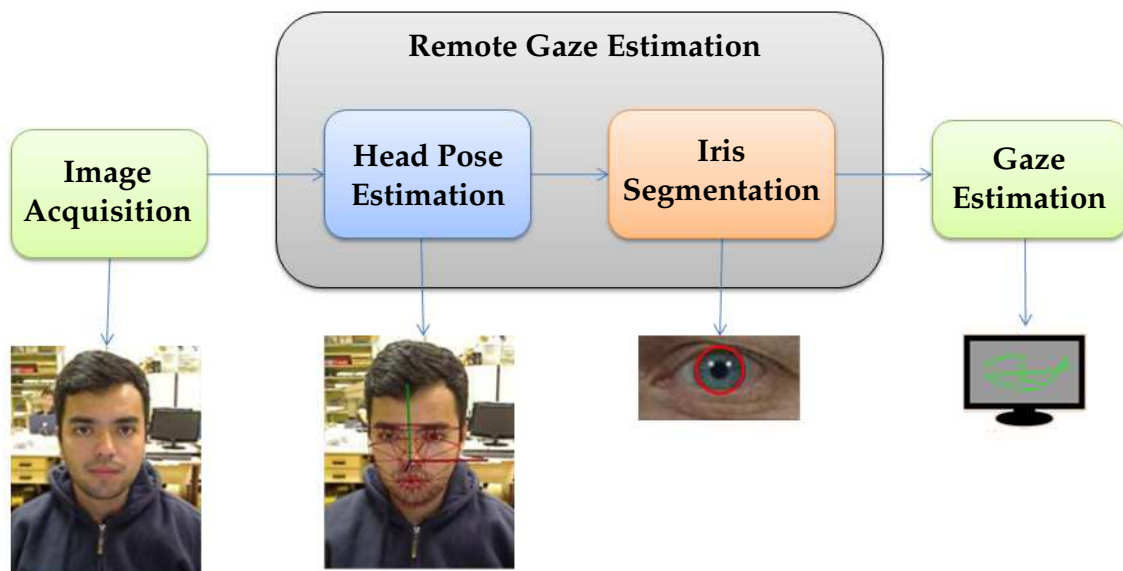 Remote Gaze Estimation
Image
Acquisition
Head Pose
Estimation
Iris
Segmentation
Gaze
Estimation